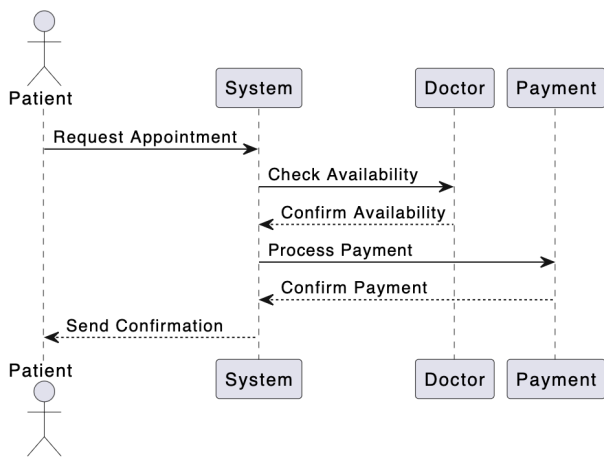 Patient
System
Doctor
Payment
Request Appointment
Check Availability
Confirm Availability
Process Payment
Confirm Payment
Send Confirmation
Patient
System
Doctor
Payment